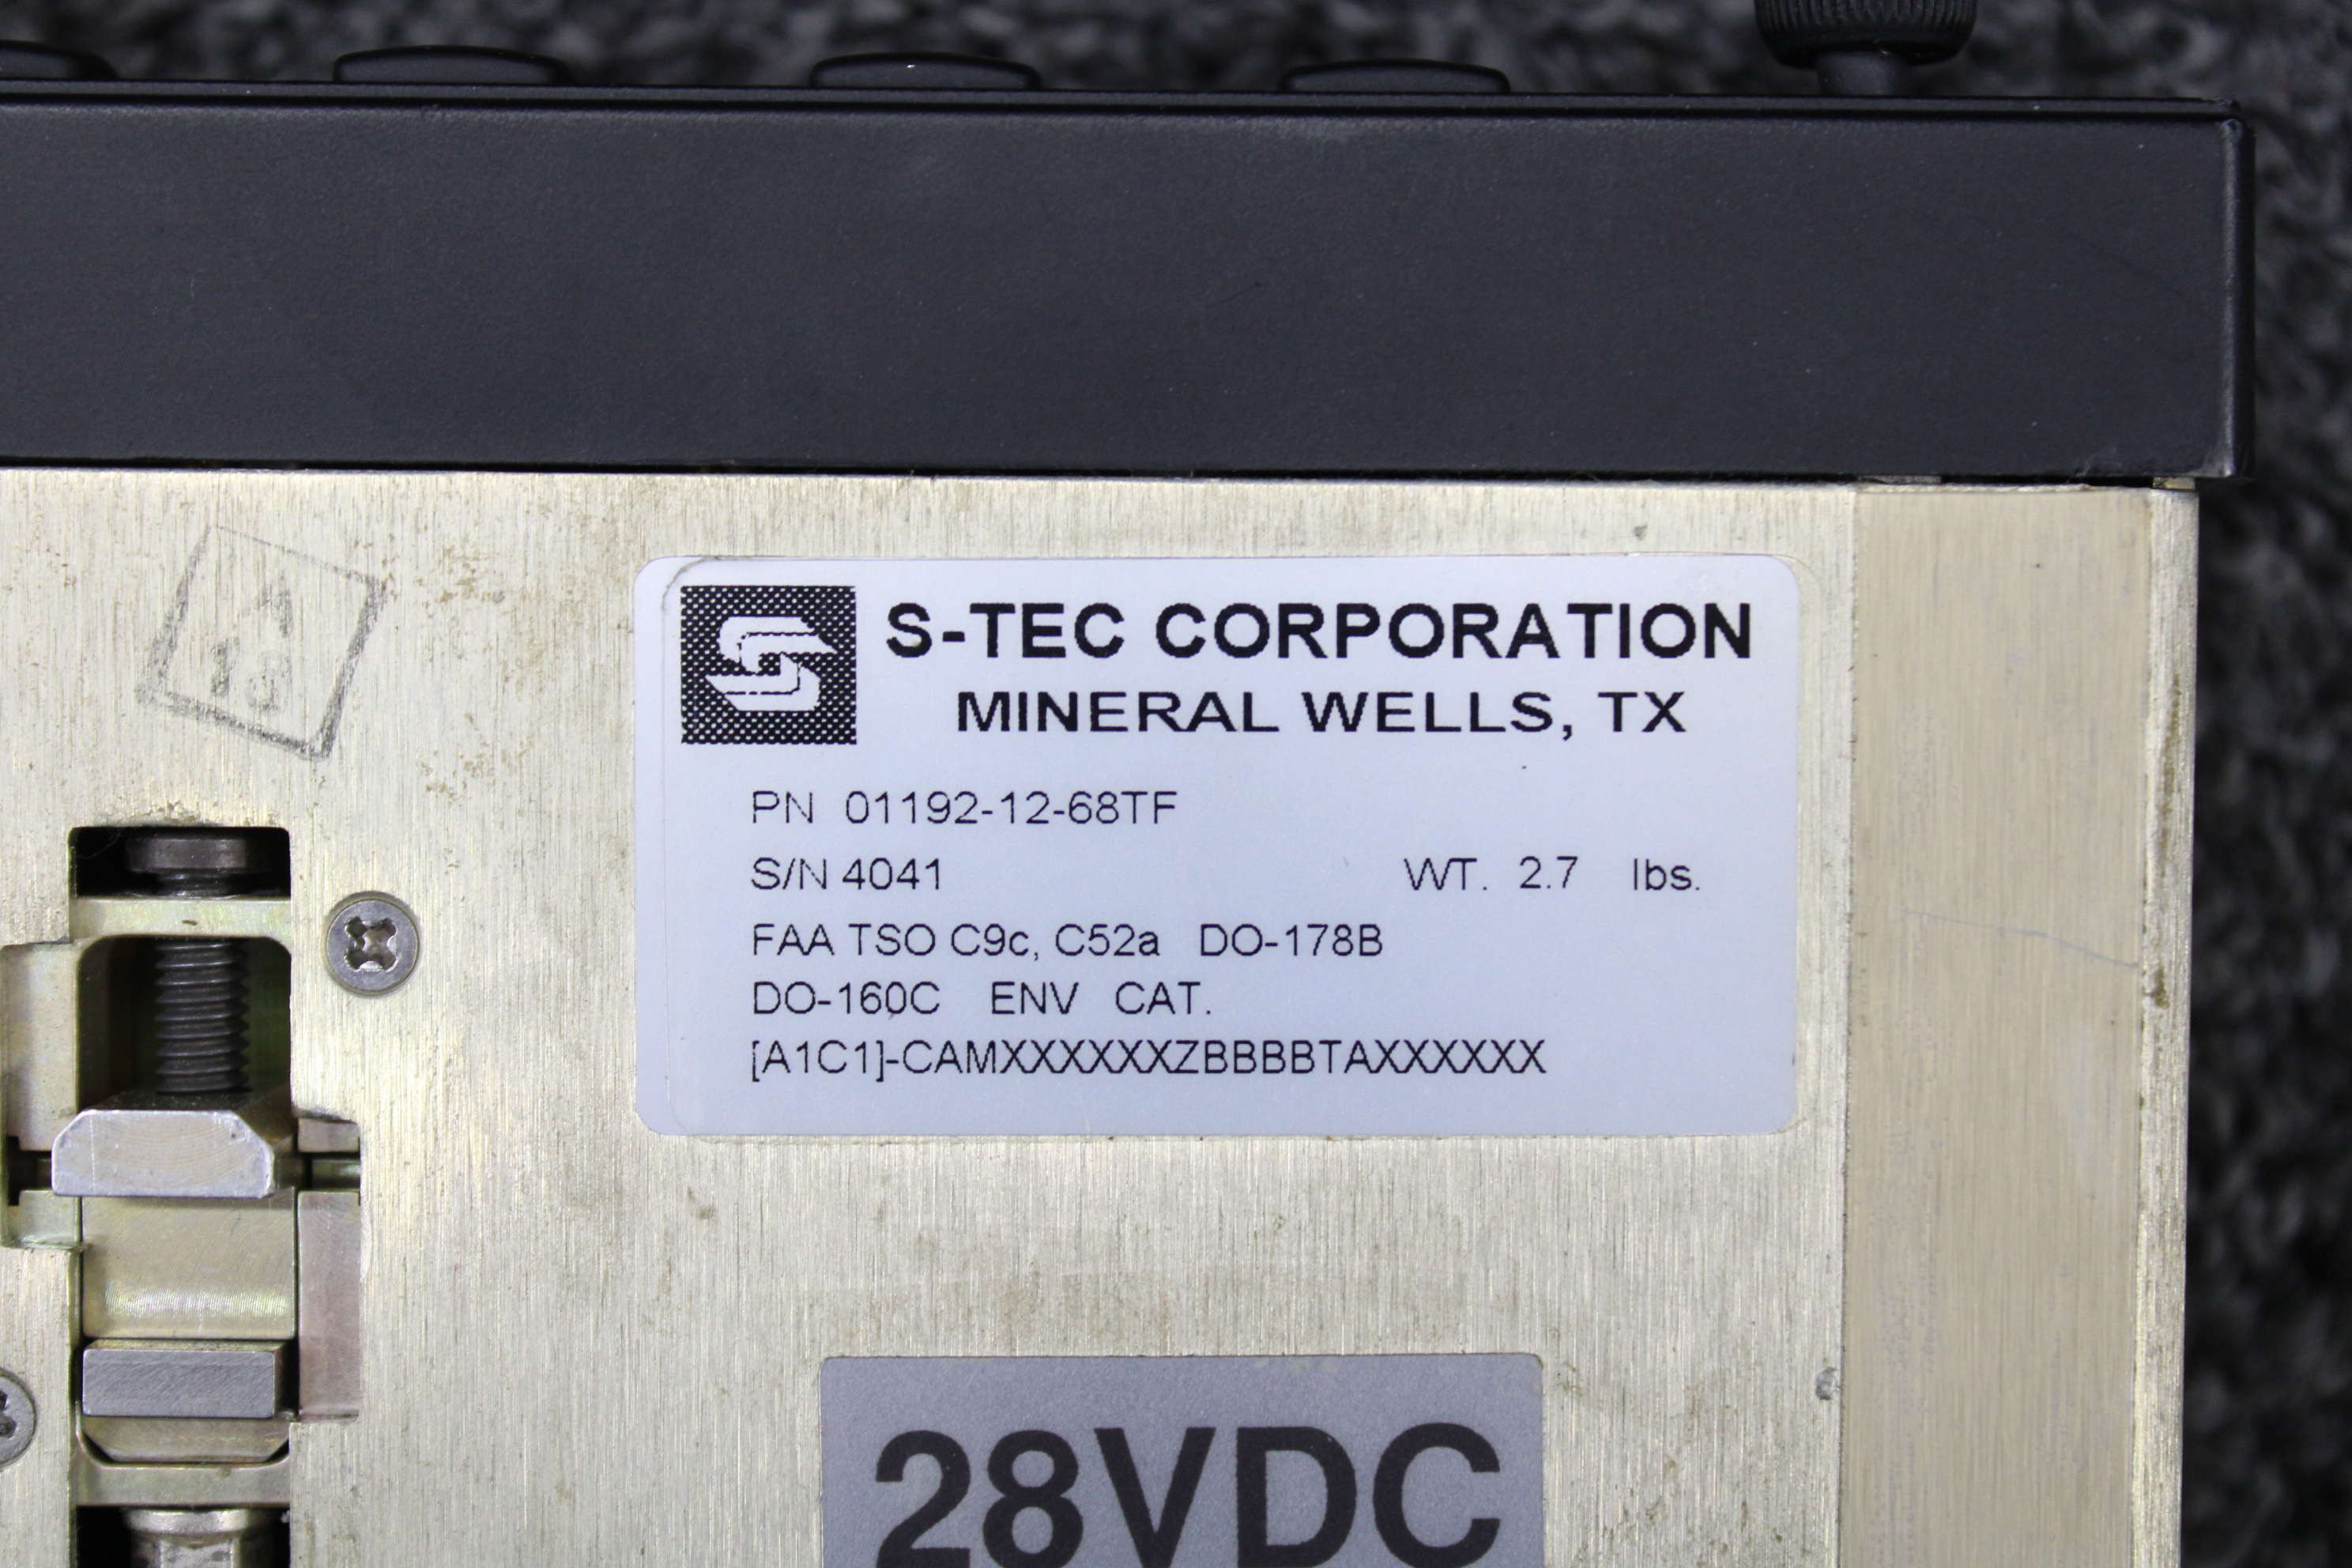 S-TEC CORPORATION
MINERAL WELLS, TX
PN 01192-12-68TF
S/N 4041 WT. 2.7 lbs.
FAA TSO C9c, C52a DO-178B
DO-160C ENV CAT.
[A1C1]-CAMXXXXXXZBBBBTAXXXXXX
28VDC